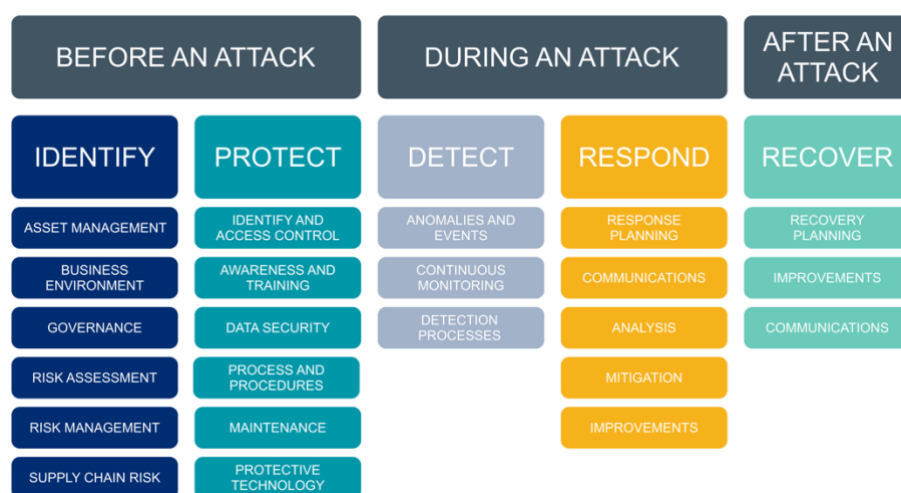 BEFORE AN ATTACK
DURING AN ATTACK
AFTER AN
ATTACK
IDENTIFY
PROTECT
DETECT
RESPOND
RECOVER
ASSET MANAGEMENT
IDENTIFY AND
ACCESS CONTROL
ANOMALIES AND
EVENTS
RESPONSE
PLANNING
RECOVERY
PLANNING
BUSINESS
ENVIRONMENT
AWARENESS AND
TRAINING
CONTINUOUS
MONITORING
COMMUNICATIONS
IMPROVEMENTS
GOVERNANCE
DATA SECURITY
DETECTION
PROCESSES
ANALYSIS
COMMUNICATIONS
RISK ASSESSMENT
PROCESS AND
PROCEDURES
MITIGATION
RISK MANAGEMENT
MAINTENANCE
IMPROVEMENTS
SUPPLY CHAIN RISK
PROTECTIVE
TECHNOLOGY